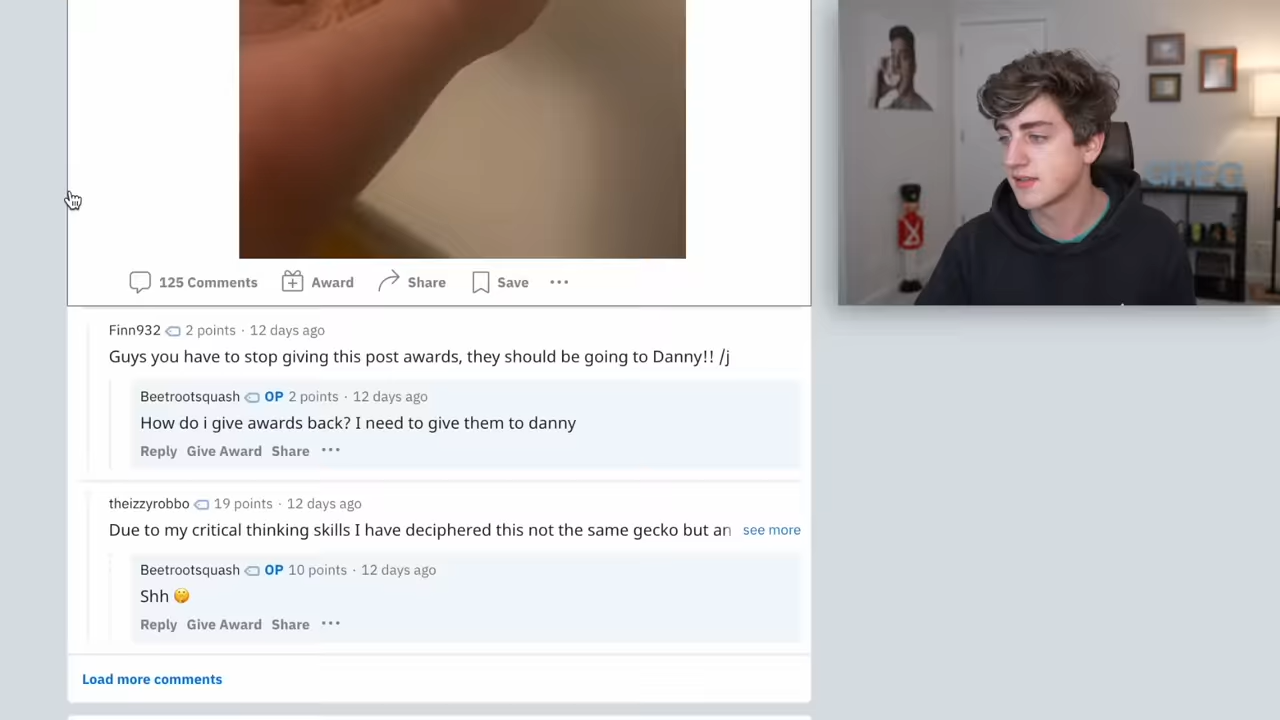 GHEG
125 Comments Award Share Save
Finn932 2 points · 12 days ago
Guys you have to stop giving this post awards, they should be going to Danny!! /j
Beetrootsquash OP 2 points · 12 days ago
How do i give awards back? I need to give them to danny
Reply Give Award Share
theizzyrobbo 19 points · 12 days ago
Due to my critical thinking skills I have deciphered this not the same gecko but an see more
Beetrootsquash OP 10 points · 12 days ago
Shh 🤭
Reply Give Award Share
Load more comments